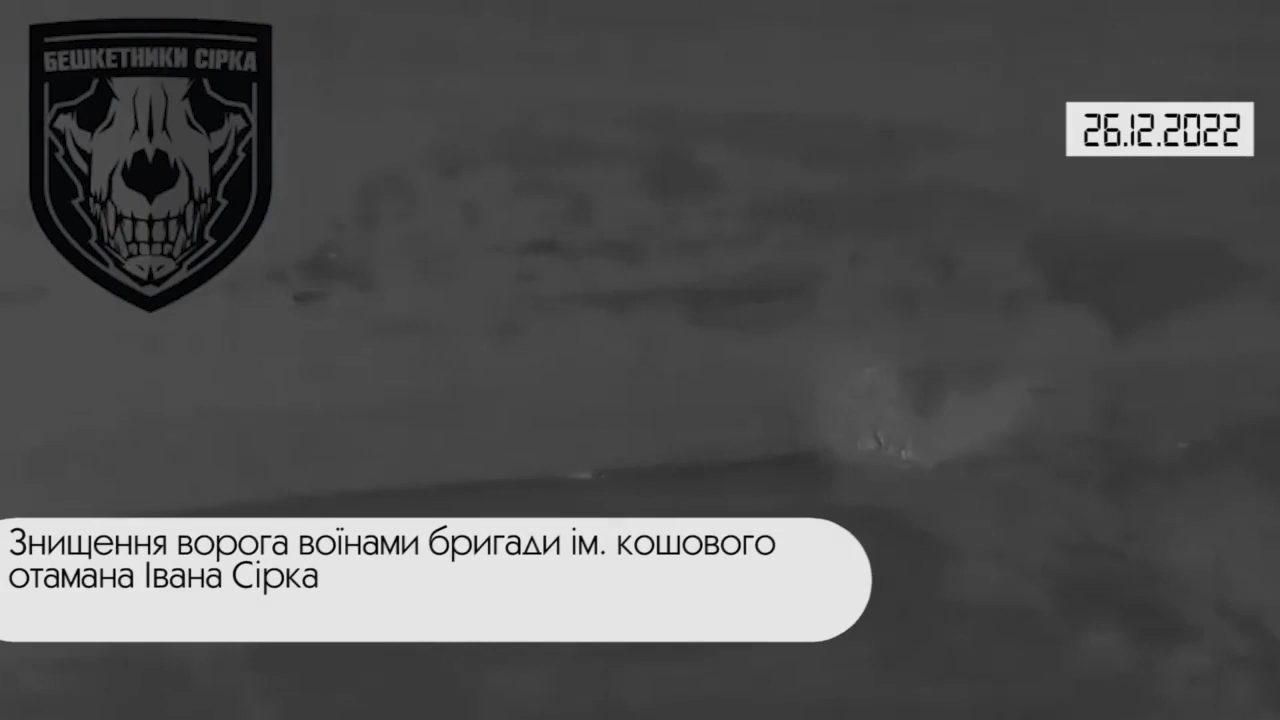 БЕШКЕТНИКИ СІРКА
26.12.2022
Знищення ворога воїнами бригади ім. кошового
отамана Івана Сірка